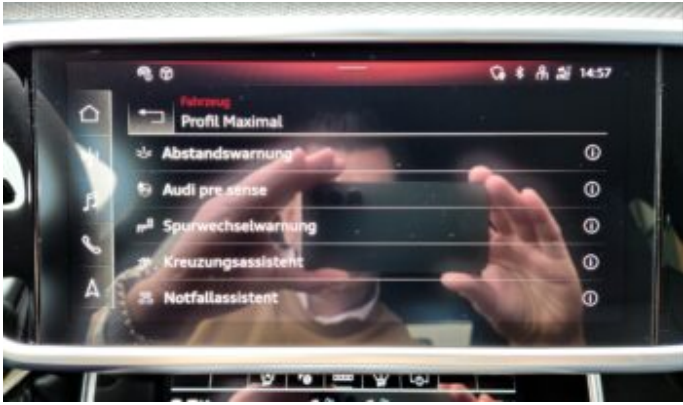 14:57
Fahrzeug
Profil Maximal
Abstandswarnung
Audi pre sense
Spurwechselwarnung
Kreuzungsassistent
Notfallassistent